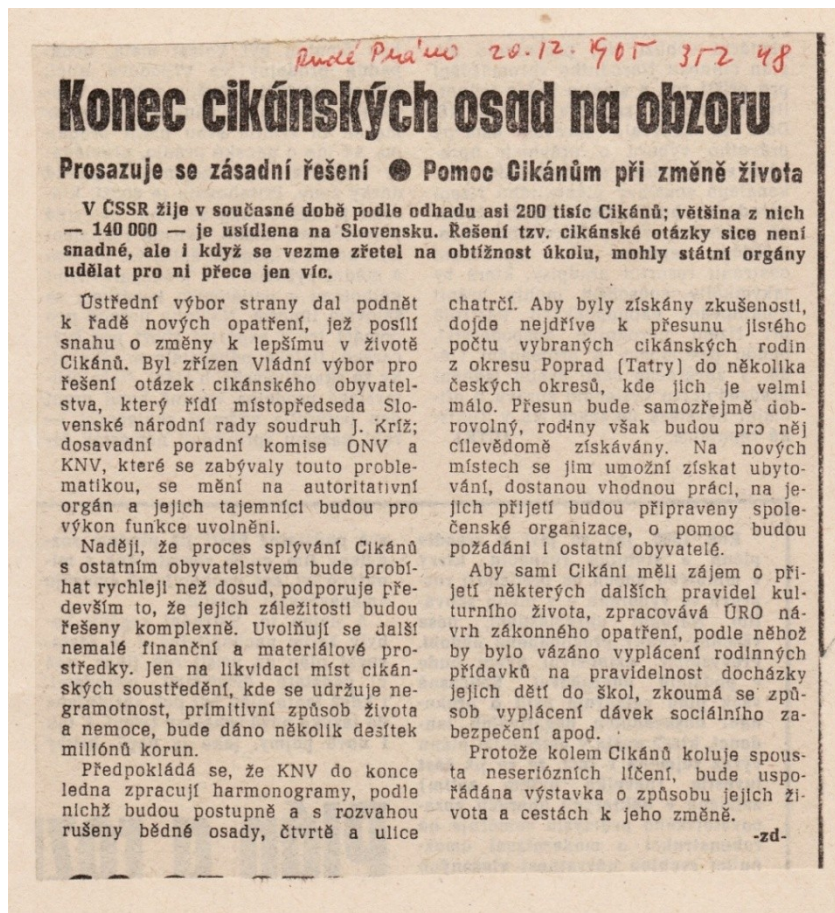 Rudé Právo 20.12.1965 352 48
Konec cikánských osad na obzoru
Prosazuje se zásadní řešení ● Pomoc Cikánům při změně života
V ČSSR žije v současné době podle odhadu asi 200 tisíc Cikánů; většina z nich
— 140 000 — je usídlena na Slovensku. Řešení tzv. cikánské otázky sice není
snadné, ale i když se vezme zřetel na obtížnost úkolu, mohly státní orgány
udělat pro ni přece jen víc.
Ústřední výbor strany dal podnět
k řadě nových opatření, jež posílí
snahu o změny k lepšímu v životě
Cikánů. Byl zřízen Vládní výbor pro
řešení otázek cikánského obyvatel-
stva, který řídí místopředseda Slo-
venské národní rady soudruh J. Kríž;
dosavadní poradní komise ONV a
KNV, které se zabývaly touto proble-
matikou, se mění na autoritativní
orgán a jejich tajemníci budou pro
výkon funkce uvolněni.
Naději, že proces splývání Cikánů
s ostatním obyvatelstvem bude probí-
hat rychleji než dosud, podporuje pře-
devším to, že jejich záležitosti budou
řešeny komplexně. Uvolňují se další
nemalé finanční a materiálové pro-
středky. Jen na likvidaci míst cikán-
ských soustředění, kde se udržuje ne-
gramotnost, primitivní způsob života
a nemoce, bude dáno několik desítek
miliónů korun.
Předpokládá se, že KNV do konce
ledna zpracují harmonogramy, podle
nichž budou postupně a s rozvahou
rušeny bědné osady, čtvrtě a ulice
chatrčí. Aby byly získány zkušenosti,
dojde nejdříve k přesunu jistého
počtu vybraných cikánských rodin
z okresu Poprad (Tatry) do několika
českých okresů, kde jich je velmi
málo. Přesun bude samozřejmě dob-
rovolný, rodiny však budou pro něj
cílevědomě získávány. Na nových
místech se jim umožní získat ubyto-
vání, dostanou vhodnou práci, na je-
jich přijetí budou připraveny spole-
čenské organizace, o pomoc budou
požádáni i ostatní obyvatelé.
Aby sami Cikáni měli zájem o při-
jetí některých dalších pravidel kul-
turního života, zpracovává ÚRO ná-
vrh zákonného opatření, podle něhož
by bylo vázáno vyplácení rodinných
přídavků na pravidelnost docházky
jejich dětí do škol, zkoumá se způ-
sob vyplácení dávek sociálního za-
bezpečení apod.
Protože kolem Cikánů koluje spous-
ta neseriózních líčení, bude uspo-
řádána výstavka o způsobu jejich ži-
vota a cestách k jeho změně.
-zd-